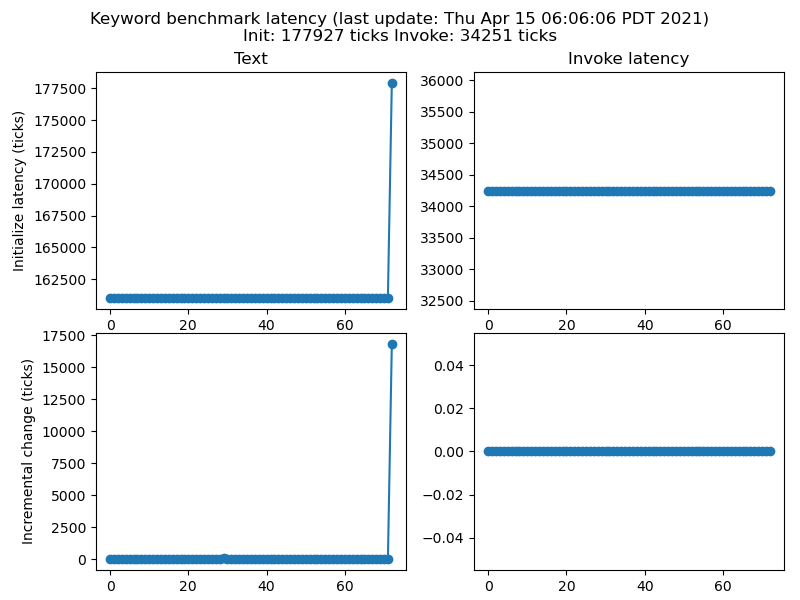 Keyword benchmark latency (last update: Thu Apr 15 06:06:06 PDT 2021)
Init: 177927 ticks Invoke: 34251 ticks
Text
Invoke latency
Initialize latency (ticks)
177500
175000
172500
170000
167500
165000
162500
0 20 40 60
36000
35500
35000
34500
34000
33500
33000
32500
0 20 40 60
Incremental change (ticks)
17500
15000
12500
10000
7500
5000
2500
0
0 20 40 60
0.04
0.02
0.00
−0.02
−0.04
0 20 40 60